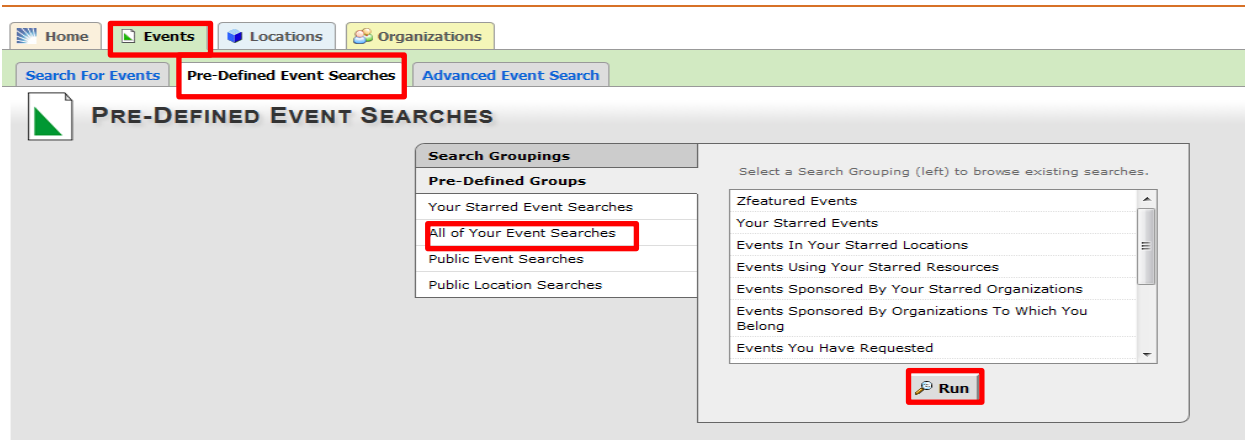 Home
Events
Locations
Organizations
Search For Events
Pre-Defined Event Searches
Advanced Event Search
PRE-DEFINED EVENT SEARCHES
Search Groupings
Pre-Defined Groups
Your Starred Event Searches
All of Your Event Searches
Public Event Searches
Public Location Searches
Select a Search Grouping (left) to browse existing searches.
Zfeatured Events
Your Starred Events
Events In Your Starred Locations
Events Using Your Starred Resources
Events Sponsored By Your Starred Organizations
Events Sponsored By Organizations To Which You
Belong
Events You Have Requested
Run